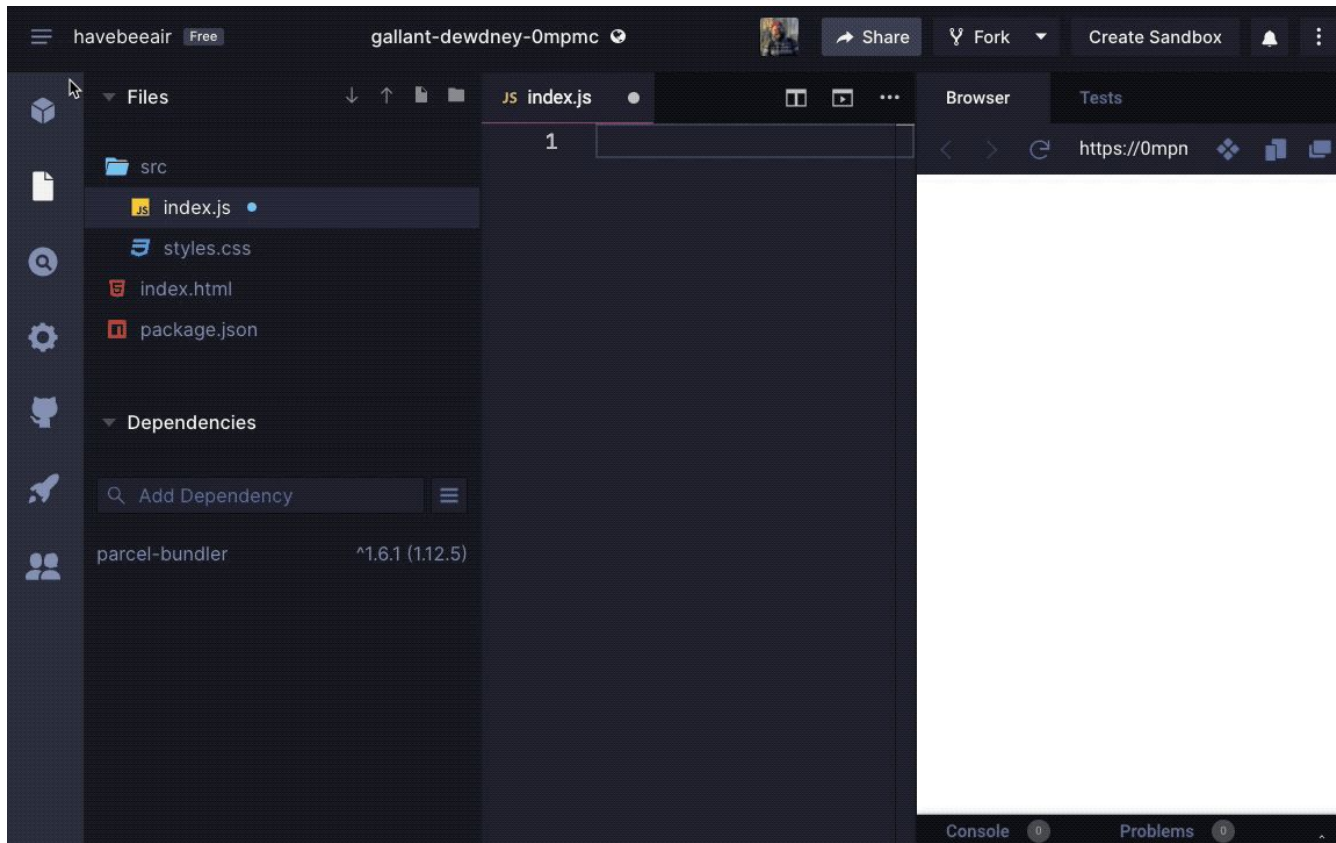 havebeeair Free gallant-dewdney-0mpmc Share Fork Create Sandbox
Files JS index.js Browser Tests
1 https://0mpn
src
JS index.js
styles.css
index.html
package.json
Dependencies
Add Dependency
parcel-bundler ^1.6.1 (1.12.5)
Console 0 Problems 0